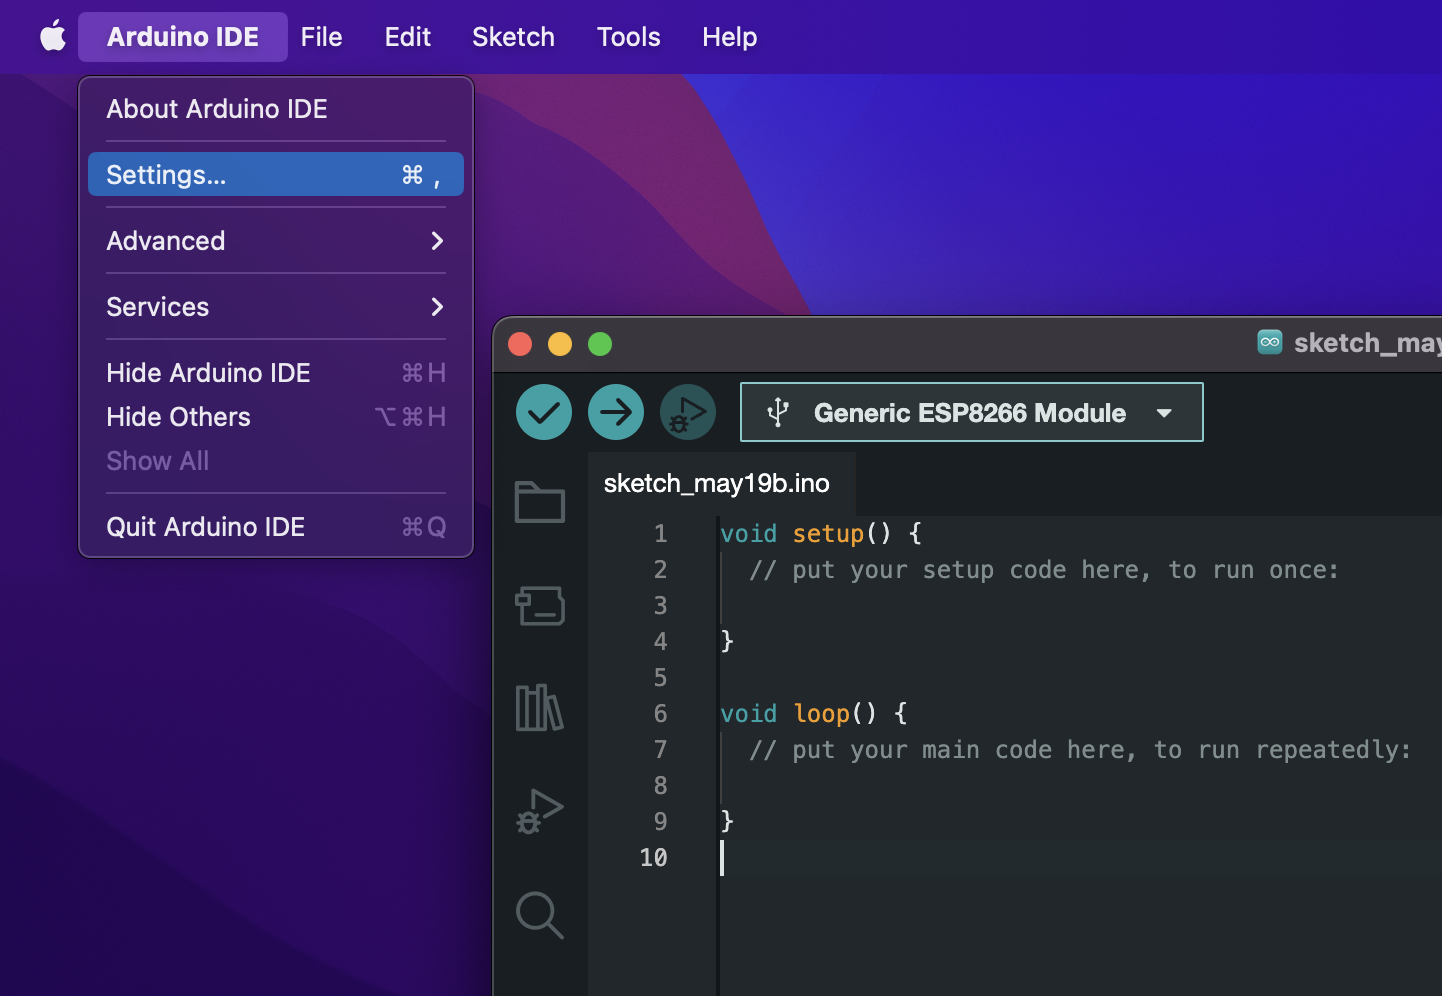 Arduino IDE File Edit Sketch Tools Help
About Arduino IDE
Settings... ⌘ ,
Advanced
Services
Hide Arduino IDE ⌘H
Hide Others ⌥⌘H
Show All
Quit Arduino IDE ⌘Q
sketch_may
Generic ESP8266 Module
sketch_may19b.ino
1 void setup() {
2 // put your setup code here, to run once:
3
4 }
5
6 void loop() {
7 // put your main code here, to run repeatedly:
8
9 }
10